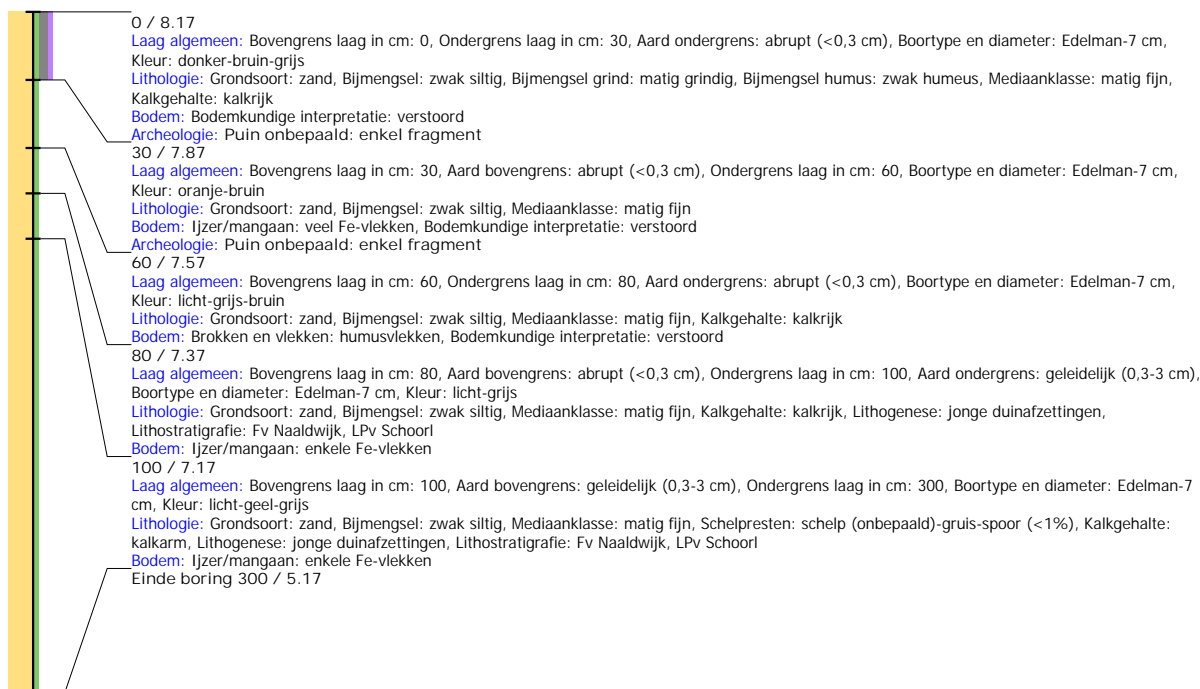 0 / 8.17
Laag algemeen: Bovengrens laag in cm: 0, Ondergrens laag in cm: 30, Aard ondergrens: abrupt (<0,3 cm), Boortype en diameter: Edelman-7 cm,
Kleur: donker-bruin-grijs
Lithologie: Grondsoort: zand, Bijmengsel: zwak siltig, Bijmengsel grind: matig grindig, Bijmengsel humus: zwak humeus, Mediaanklasse: matig fijn,
Kalkgehalte: kalkrijk
Bodem: Bodemkundige interpretatie: verstoord
Archeologie: Puin onbepaald: enkel fragment
30 / 7.87
Laag algemeen: Bovengrens laag in cm: 30, Aard bovengrens: abrupt (<0,3 cm), Ondergrens laag in cm: 60, Boortype en diameter: Edelman-7 cm,
Kleur: oranje-bruin
Lithologie: Grondsoort: zand, Bijmengsel: zwak siltig, Mediaanklasse: matig fijn
Bodem: Ijzer/mangaan: veel Fe-vlekken, Bodemkundige interpretatie: verstoord
Archeologie: Puin onbepaald: enkel fragment
60 / 7.57
Laag algemeen: Bovengrens laag in cm: 60, Ondergrens laag in cm: 80, Aard ondergrens: abrupt (<0,3 cm), Boortype en diameter: Edelman-7 cm,
Kleur: licht-grijs-bruin
Lithologie: Grondsoort: zand, Bijmengsel: zwak siltig, Mediaanklasse: matig fijn, Kalkgehalte: kalkrijk
Bodem: Brokken en vlekken: humusvlekken, Bodemkundige interpretatie: verstoord
80 / 7.37
Laag algemeen: Bovengrens laag in cm: 80, Aard bovengrens: abrupt (<0,3 cm), Ondergrens laag in cm: 100, Aard ondergrens: geleidelijk (0,3-3 cm),
Boortype en diameter: Edelman-7 cm, Kleur: licht-grijs
Lithologie: Grondsoort: zand, Bijmengsel: zwak siltig, Mediaanklasse: matig fijn, Kalkgehalte: kalkrijk, Lithogenese: jonge duinafzettingen,
Lithostratigrafie: Fv Naaldwijk, LPv Schoorl
Bodem: Ijzer/mangaan: enkele Fe-vlekken
100 / 7.17
Laag algemeen: Bovengrens laag in cm: 100, Aard bovengrens: geleidelijk (0,3-3 cm), Ondergrens laag in cm: 300, Boortype en diameter: Edelman-7
cm, Kleur: licht-geel-grijs
Lithologie: Grondsoort: zand, Bijmengsel: zwak siltig, Mediaanklasse: matig fijn, Schelpresten: schelp (onbepaald)-gruis-spoor (<1%), Kalkgehalte:
kalkarm, Lithogenese: jonge duinafzettingen, Lithostratigrafie: Fv Naaldwijk, LPv Schoorl
Bodem: Ijzer/mangaan: enkele Fe-vlekken
Einde boring 300 / 5.17